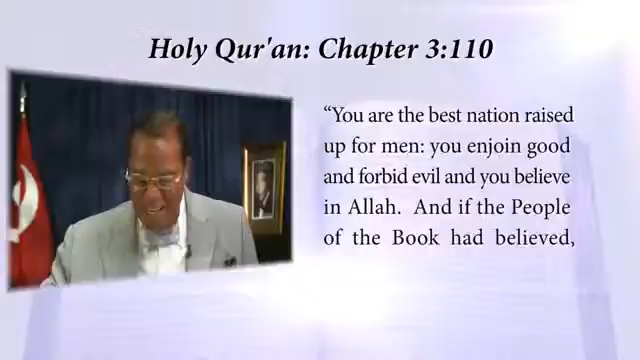 Holy Qur'an: Chapter 3:110
“You are the best nation raised
up for men: you enjoin good
and forbid evil and you believe
in Allah. And if the People
of the Book had believed,